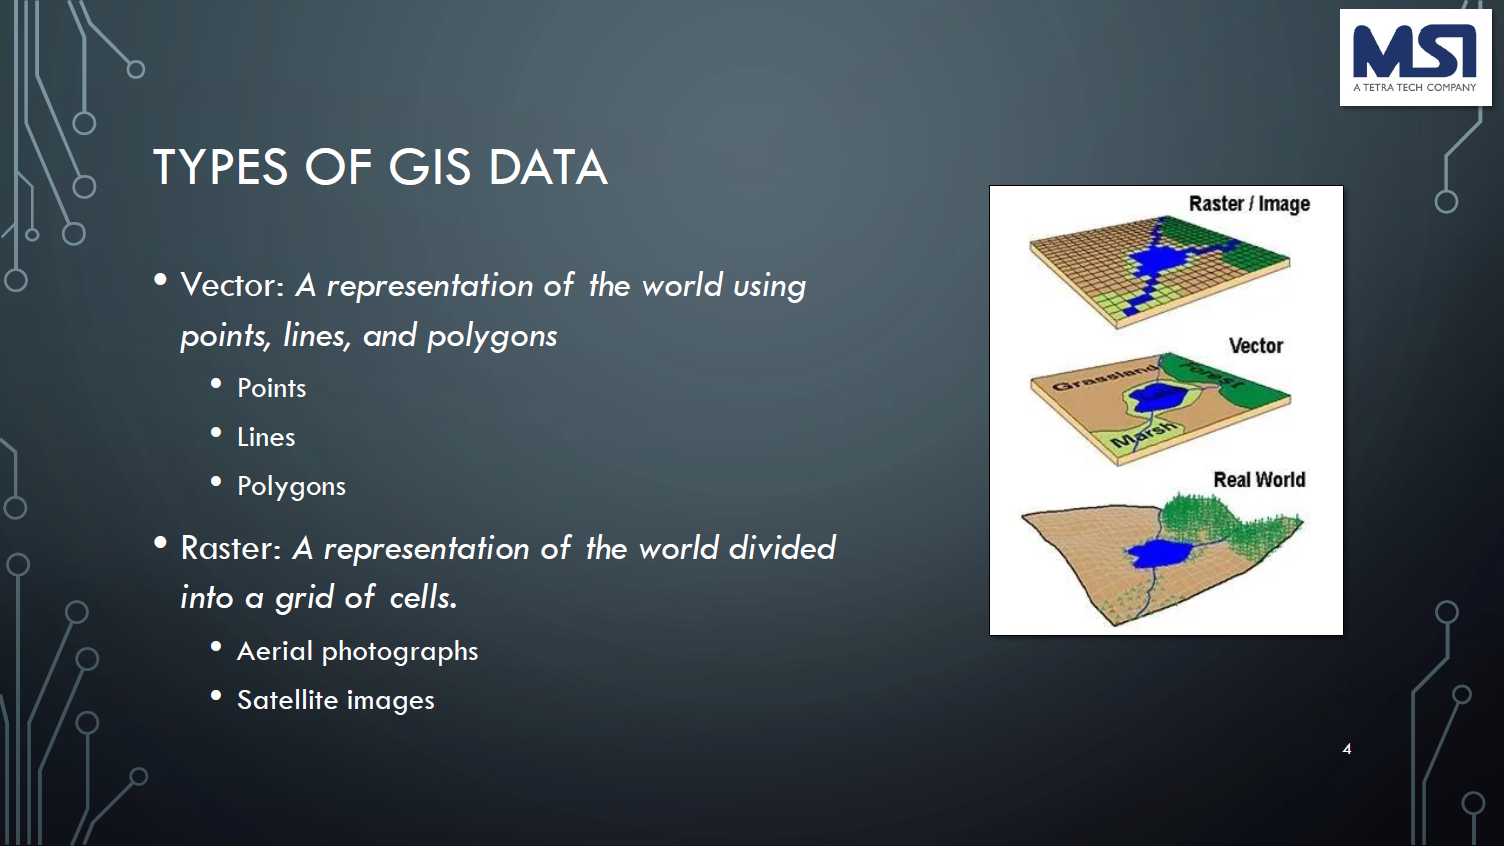 MSI
A TETRA TECH COMPANY
TYPES OF GIS DATA
• Vector: A representation of the world using
points, lines, and polygons
• Points
• Lines
• Polygons
• Raster: A representation of the world divided
into a grid of cells.
• Aerial photographs
• Satellite images
Raster / Image
Vector
Grassland
Forest
Marsh
Real World
4